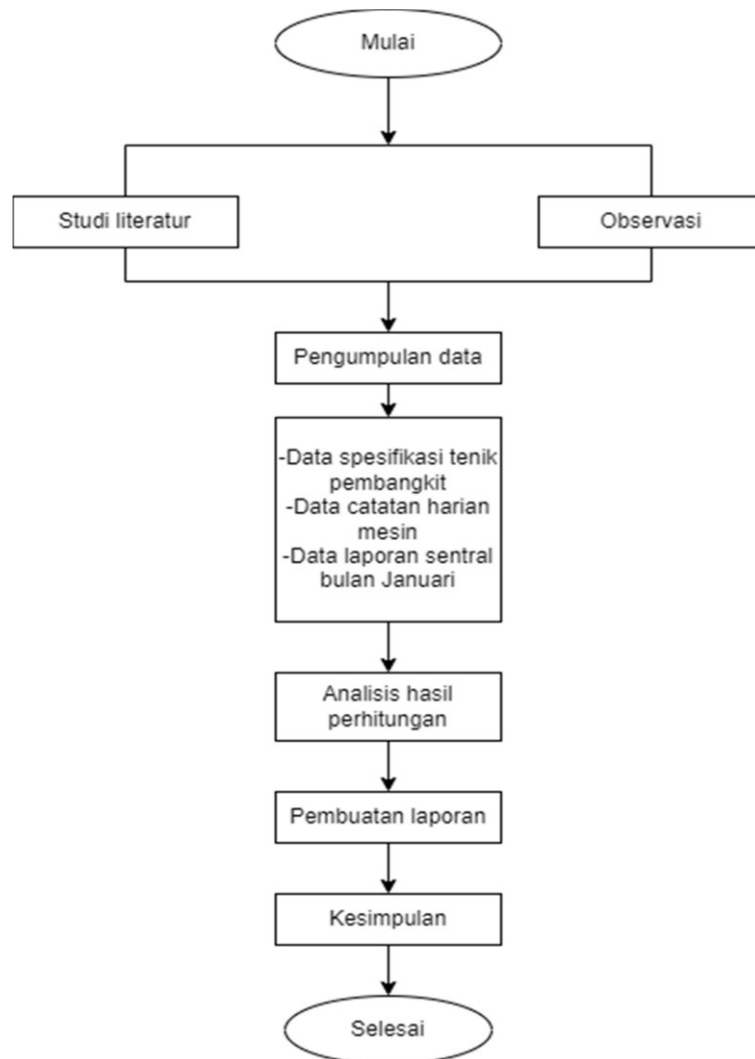 Mulai
Studi literatur
Observasi
Pengumpulan data
-Data spesifikasi tenik
pembangkit
-Data catatan harian
mesin
-Data laporan sentral
bulan Januari
Analisis hasil
perhitungan
Pembuatan laporan
Kesimpulan
Selesai